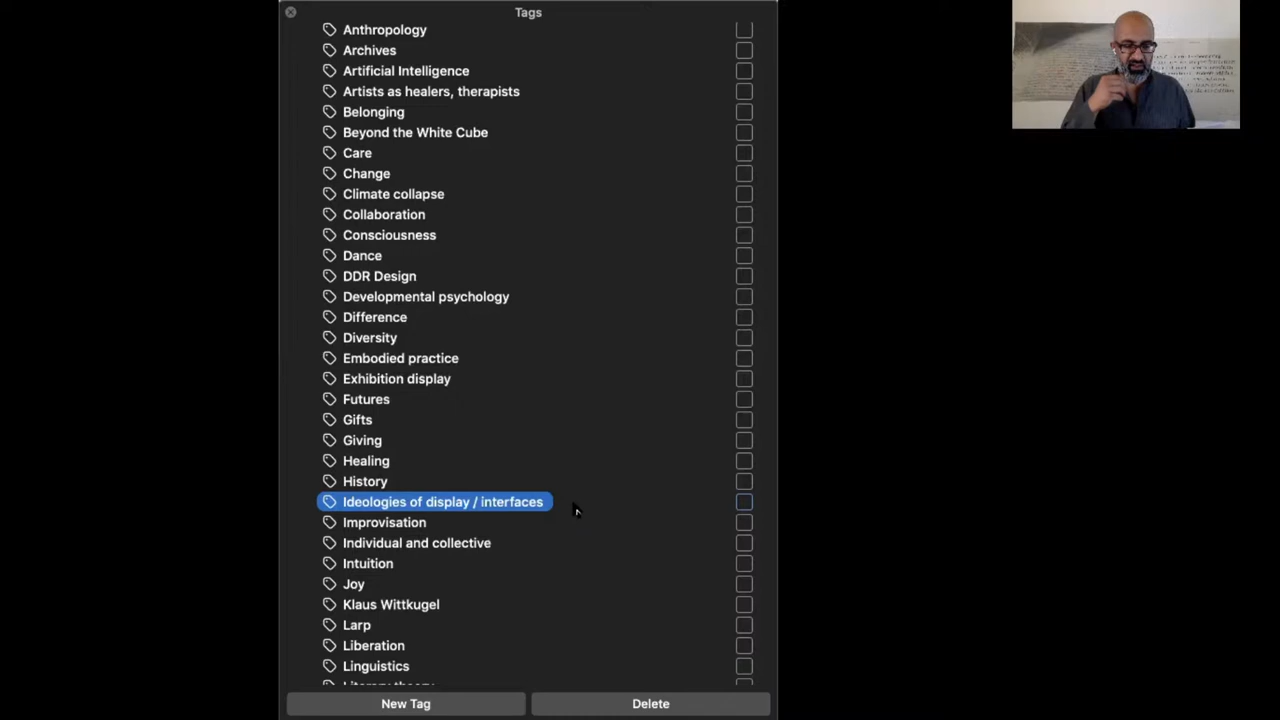 Tags
Anthropology
Archives
Artificial Intelligence
Artists as healers, therapists
Belonging
Beyond the White Cube
Care
Change
Climate collapse
Collaboration
Consciousness
Dance
DDR Design
Developmental psychology
Difference
Diversity
Embodied practice
Exhibition display
Futures
Gifts
Giving
Healing
History
Ideologies of display / interfaces
Improvisation
Individual and collective
Intuition
Joy
Klaus Wittkugel
Larp
Liberation
Linguistics
Literary theory
New Tag
Delete